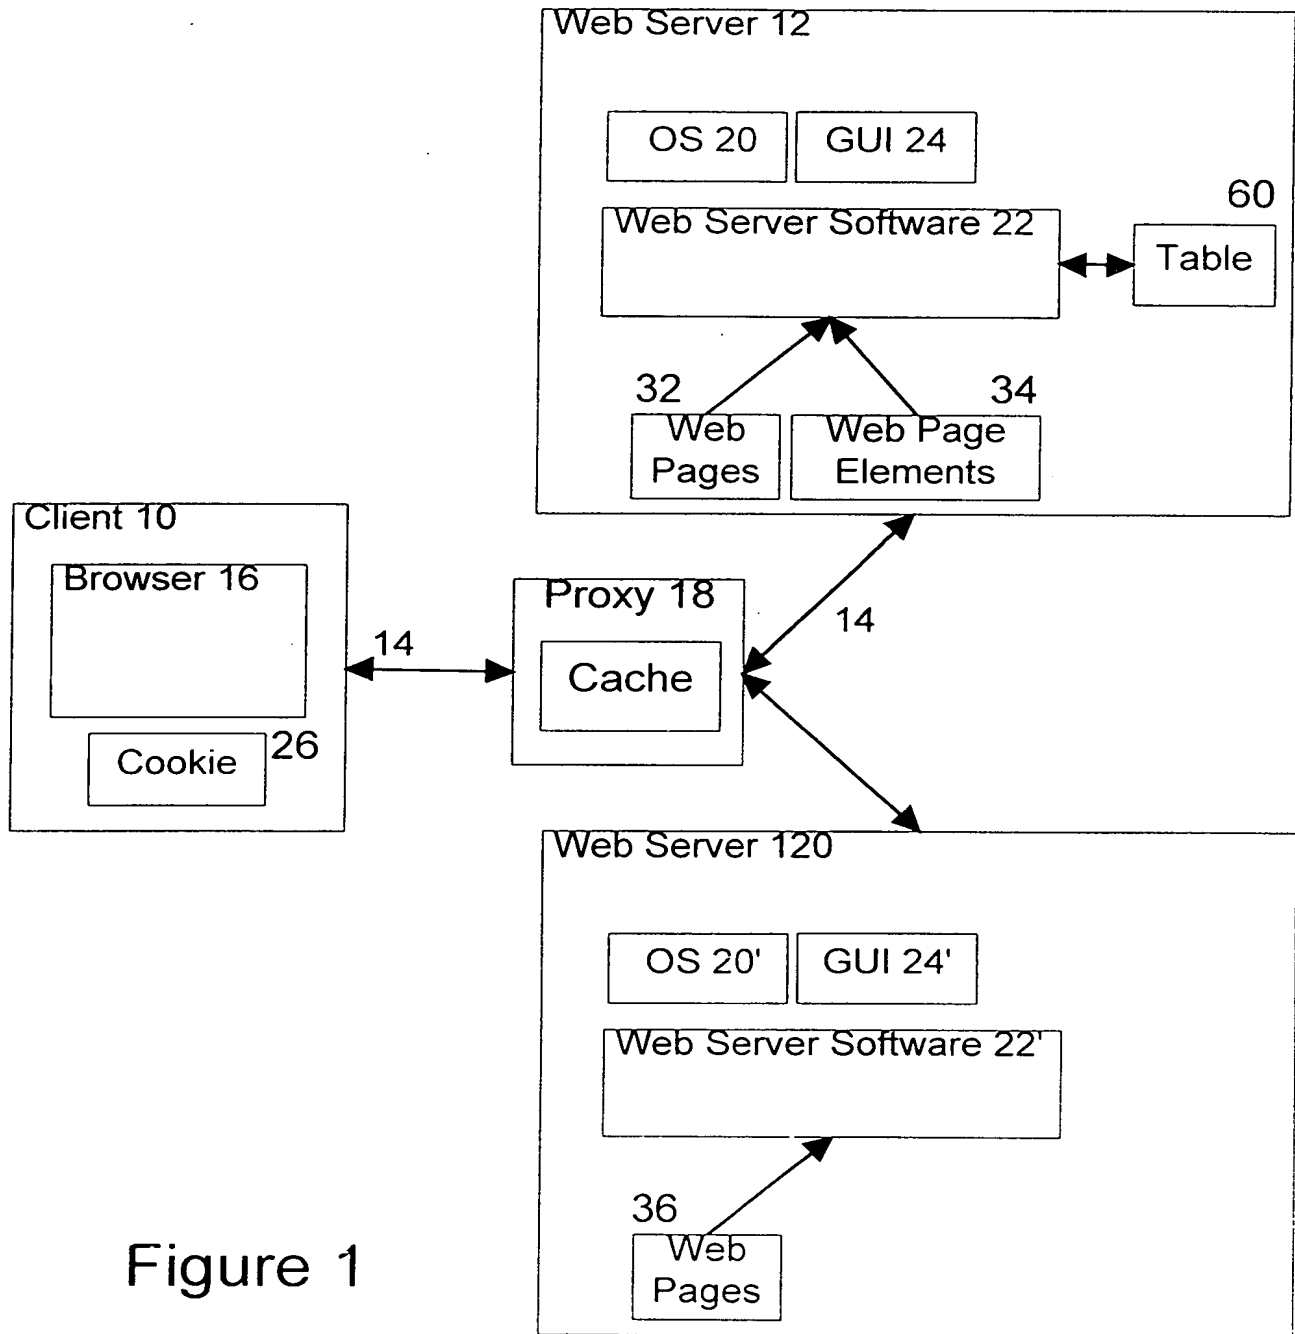 Web Server 12
OS 20
GUI 24
Web Server Software 22
60
Table
32
34
Web
Pages
Web Page
Elements
Client 10
Browser 16
Cookie
26
14
Proxy 18
Cache
14
Web Server 120
OS 20'
GUI 24'
Web Server Software 22'
36
Web
Pages
Figure 1